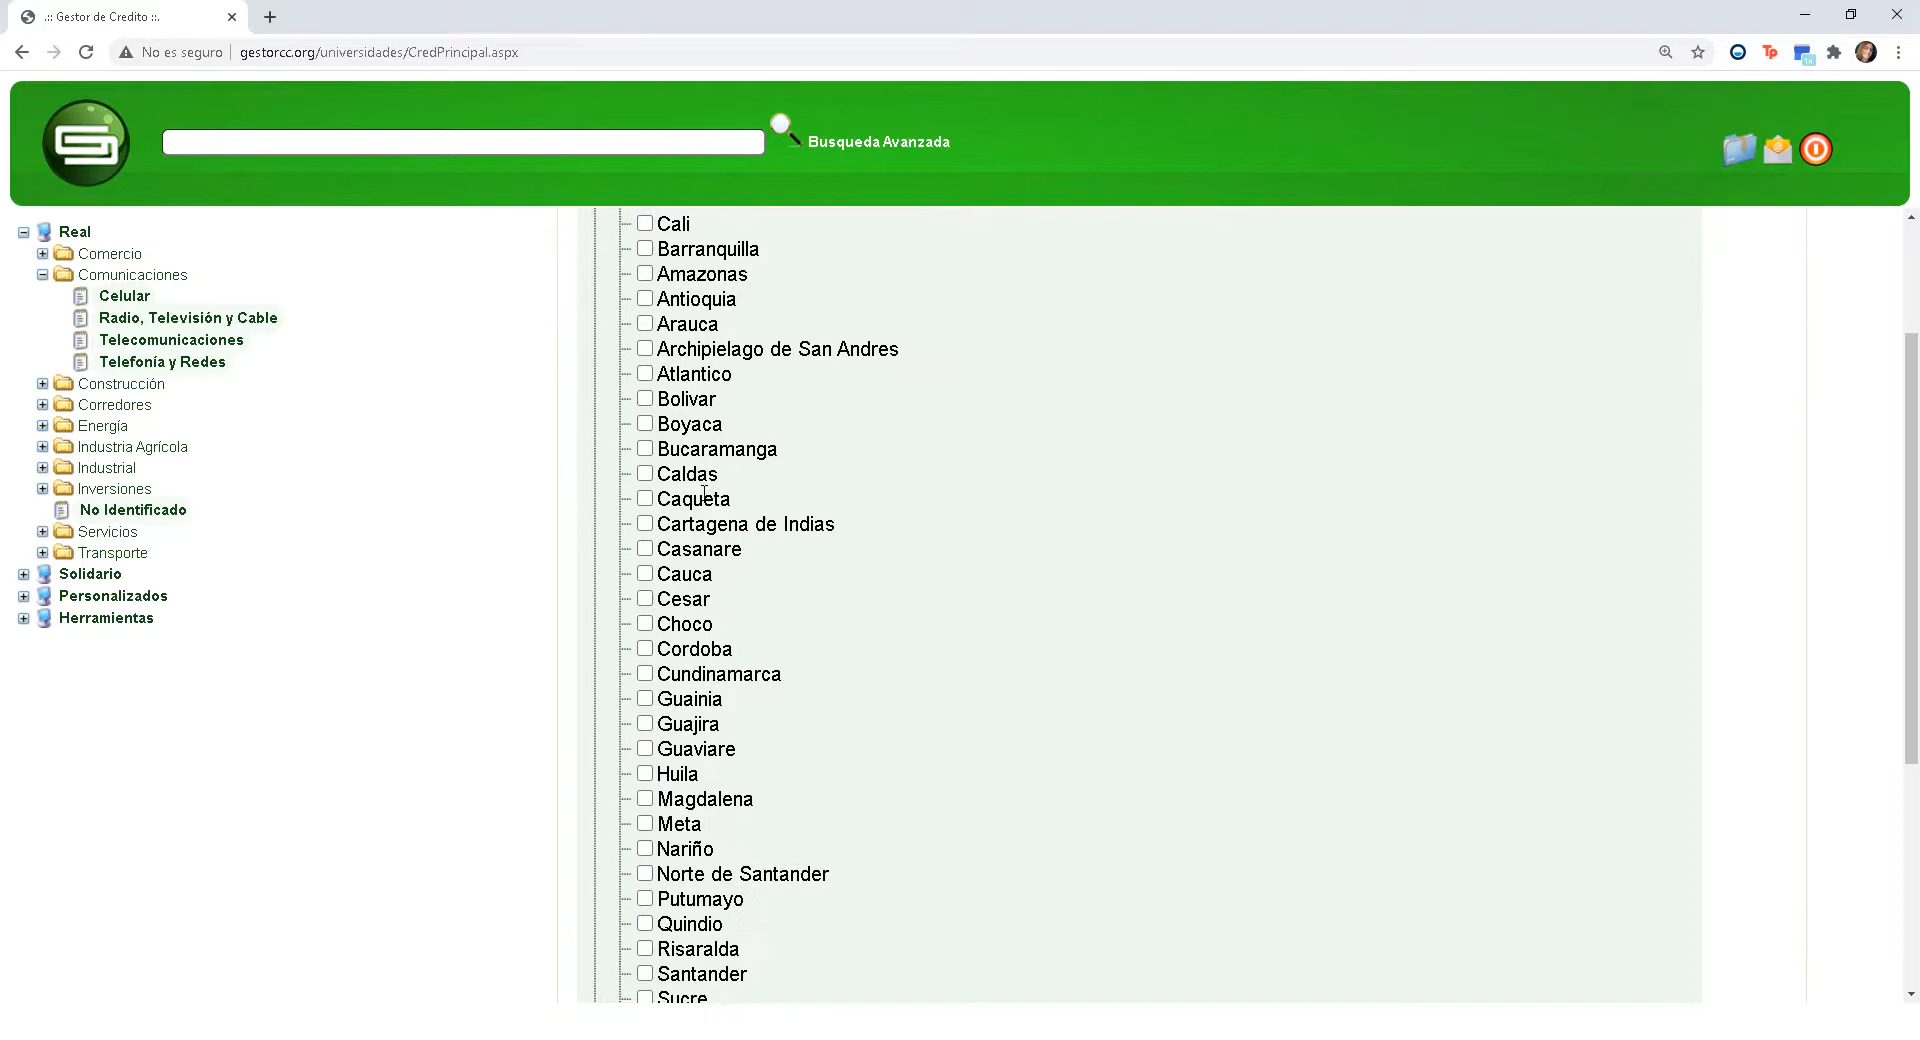 .:: Gestor de Credito ::.
No es seguro
gestorcc.org/universidades/CredPrincipal.aspx
Busqueda Avanzada
Real
Comercio
Comunicaciones
Celular
Radio, Televisión y Cable
Telecomunicaciones
Telefonía y Redes
Construcción
Corredores
Energía
Industria Agrícola
Industrial
Inversiones
No Identificado
Servicios
Transporte
Solidario
Personalizados
Herramientas
Cali
Barranquilla
Amazonas
Antioquia
Arauca
Archipielago de San Andres
Atlantico
Bolivar
Boyaca
Bucaramanga
Caldas
Caqueta
Cartagena de Indias
Casanare
Cauca
Cesar
Choco
Cordoba
Cundinamarca
Guainia
Guajira
Guaviare
Huila
Magdalena
Meta
Nariño
Norte de Santander
Putumayo
Quindio
Risaralda
Santander
Sucre